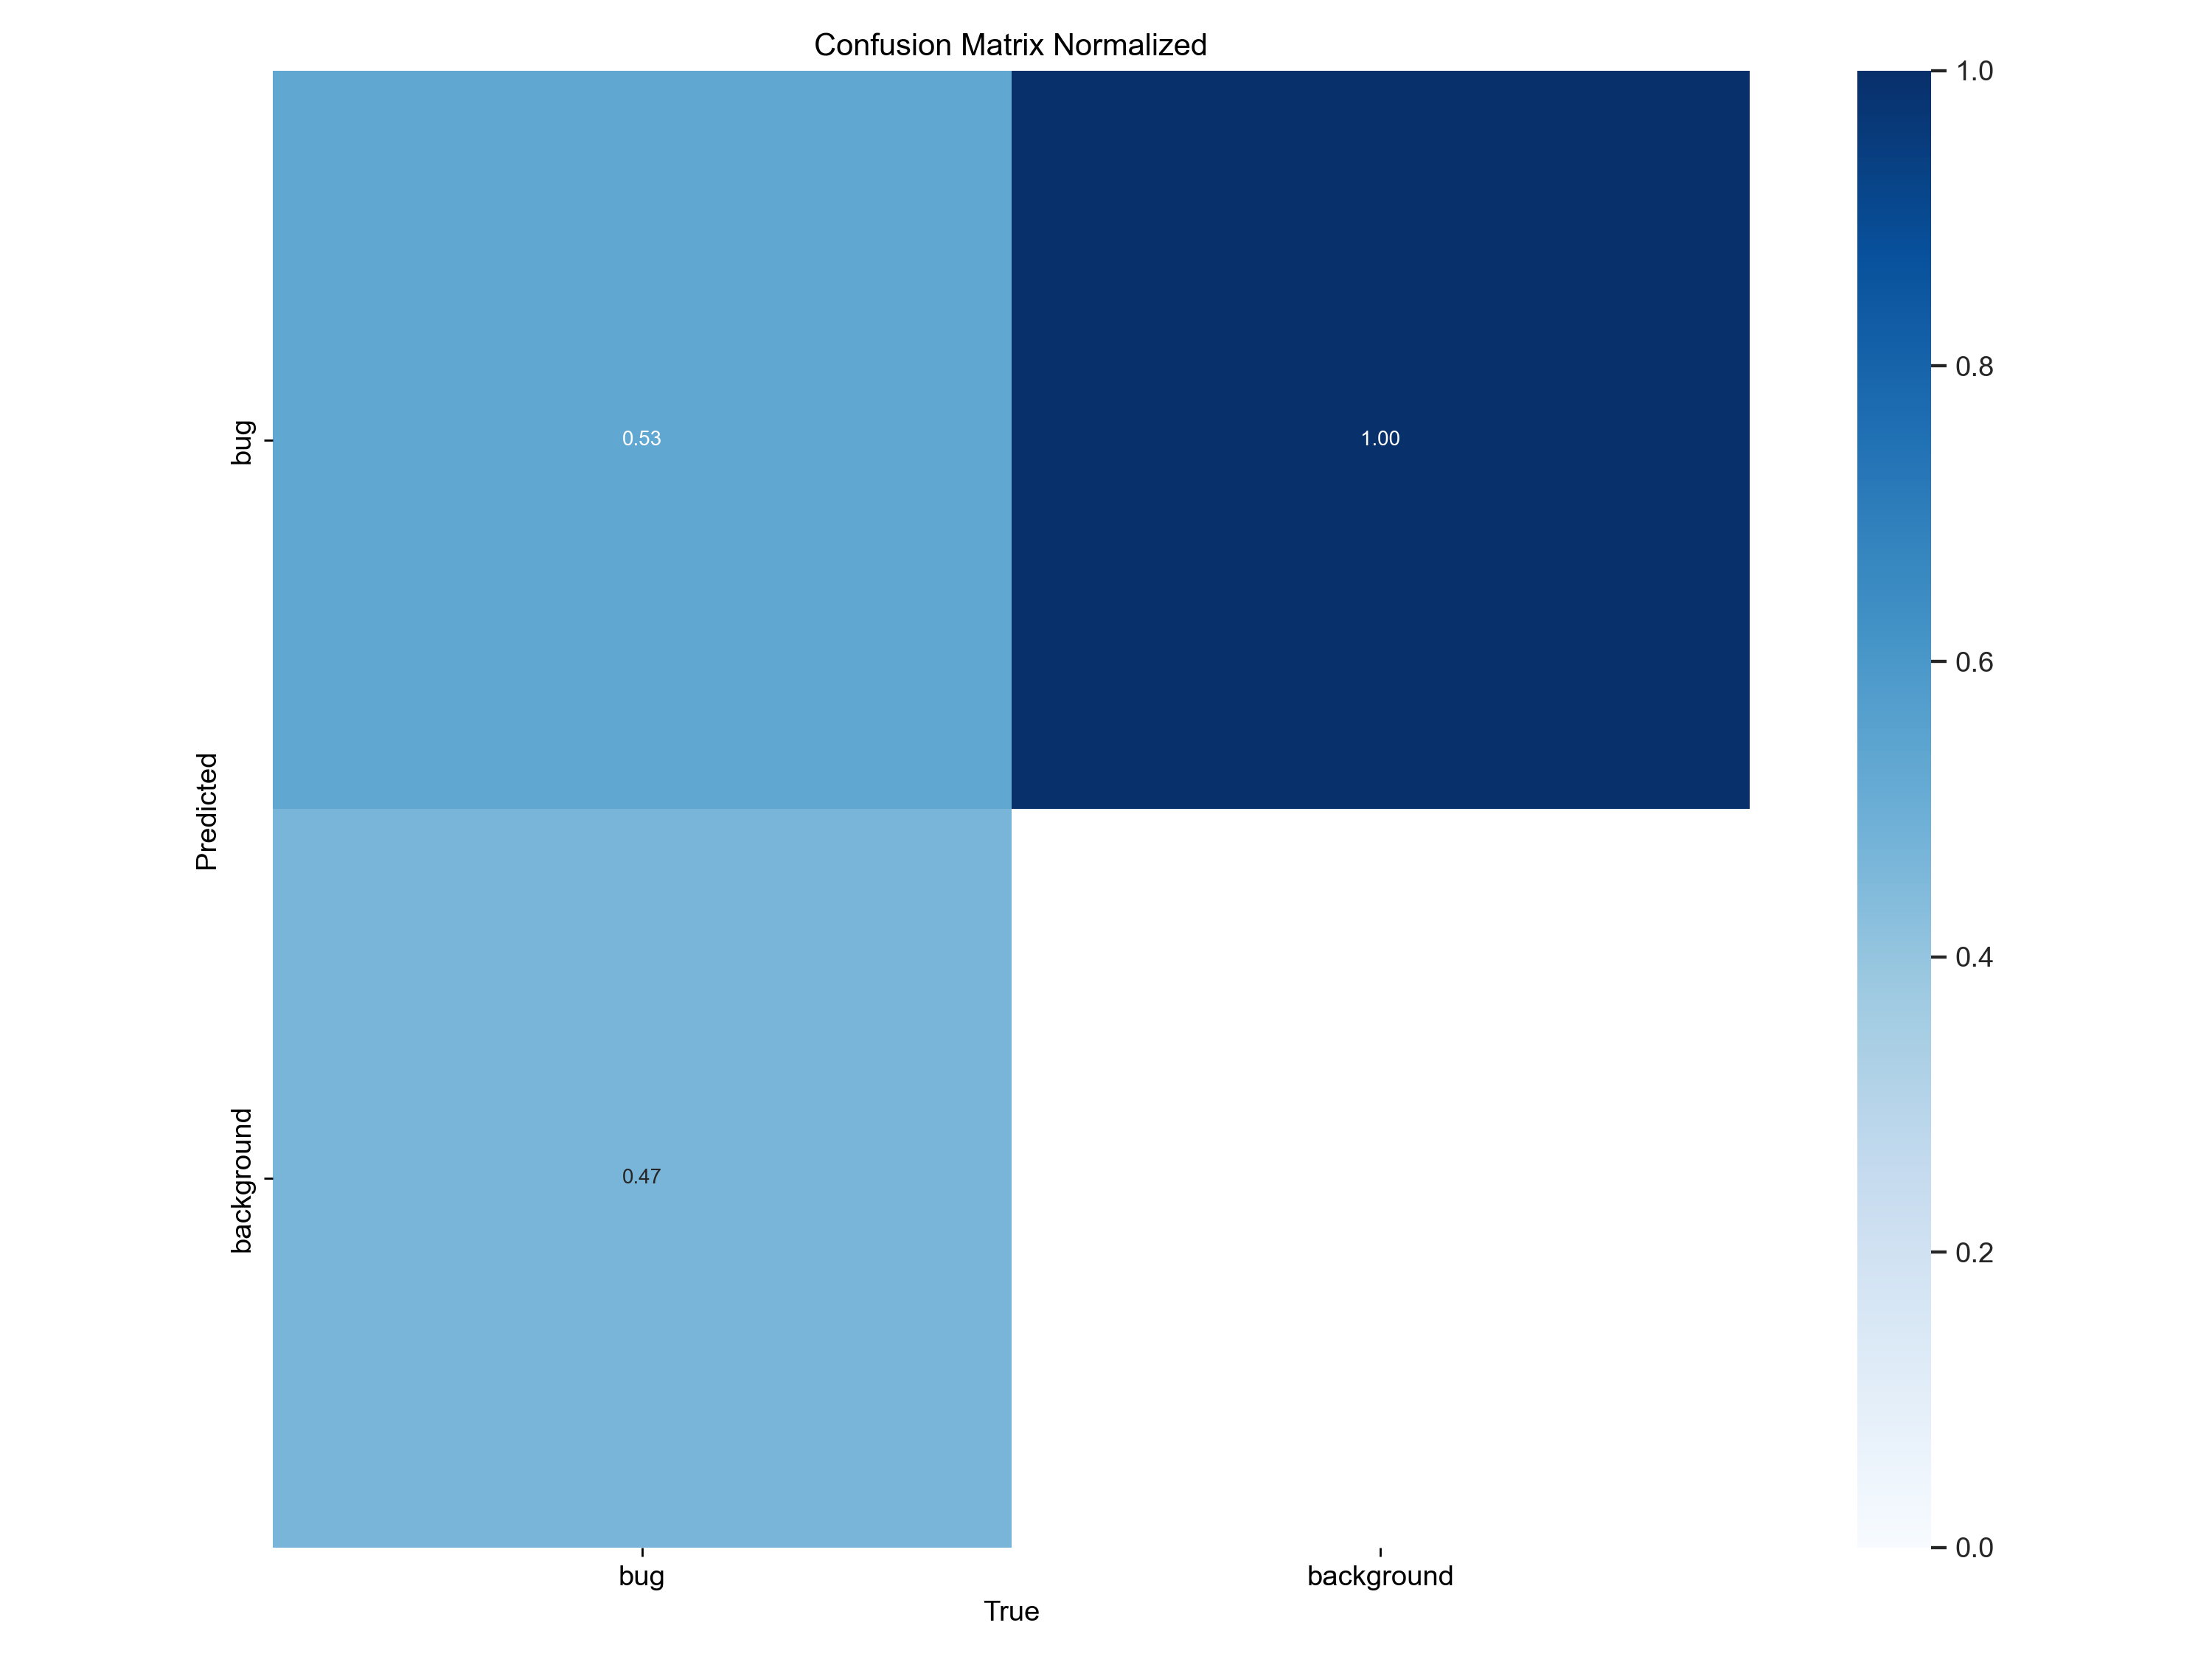 Confusion Matrix Normalized
1.0
0.8
0.6
0.4
0.2
0.0
bug
0.53
1.00
Predicted
background
0.47
bug
background
True